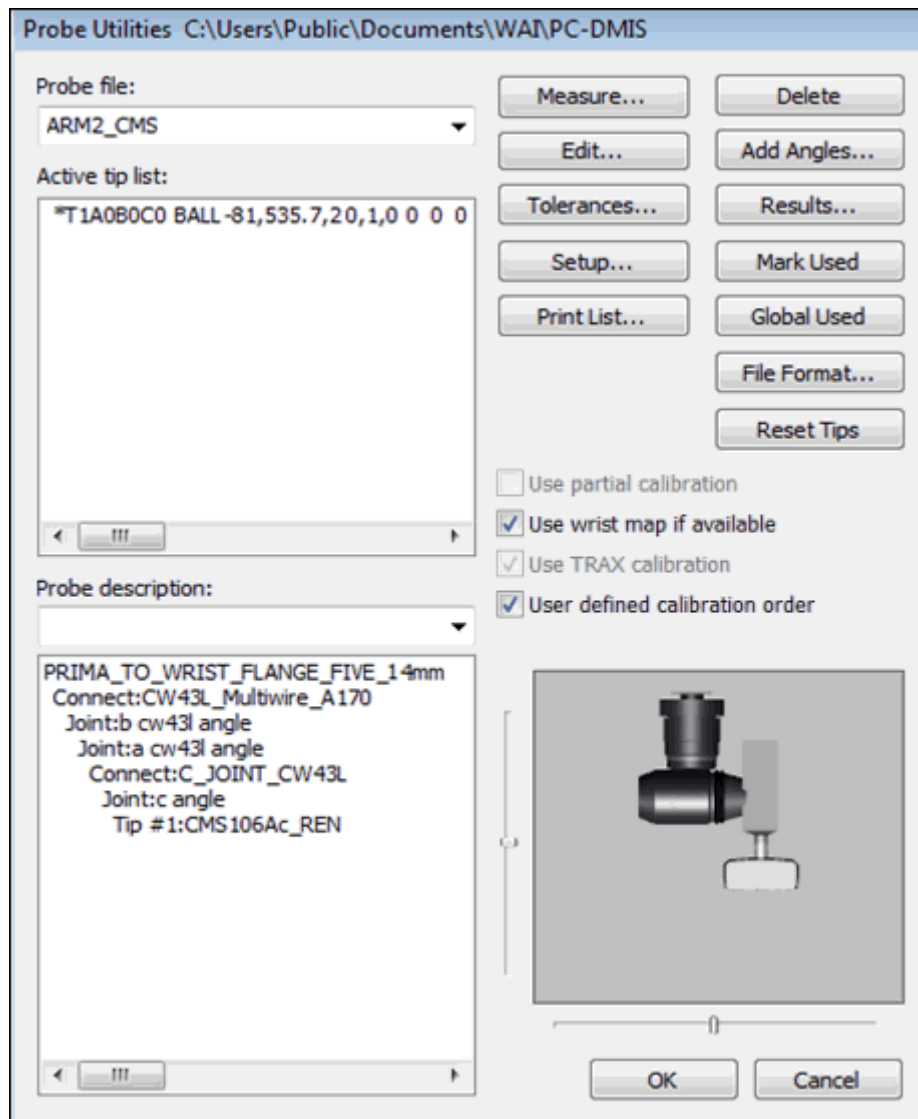 Probe Utilities C:\Users\Public\Documents\WAI\PC-DMIS
Probe file:
ARM2_CMS
Active tip list:
*T1A0B0C0 BALL -81,535.7,20,1,0 0 0 0
Measure...
Delete
Edit...
Add Angles...
Tolerances...
Results...
Setup...
Mark Used
Print List...
Global Used
File Format...
Reset Tips
Use partial calibration
Use wrist map if available
Use TRAX calibration
User defined calibration order
Probe description:
PRIMA_TO_WRIST_FLANGE_FIVE_14mm
Connect:CW43L_Multiwire_A170
Joint:b cw43l angle
Joint:a cw43l angle
Connect:C_JOINT_CW43L
Joint:c angle
Tip #1:CMS106Ac_REN
OK
Cancel